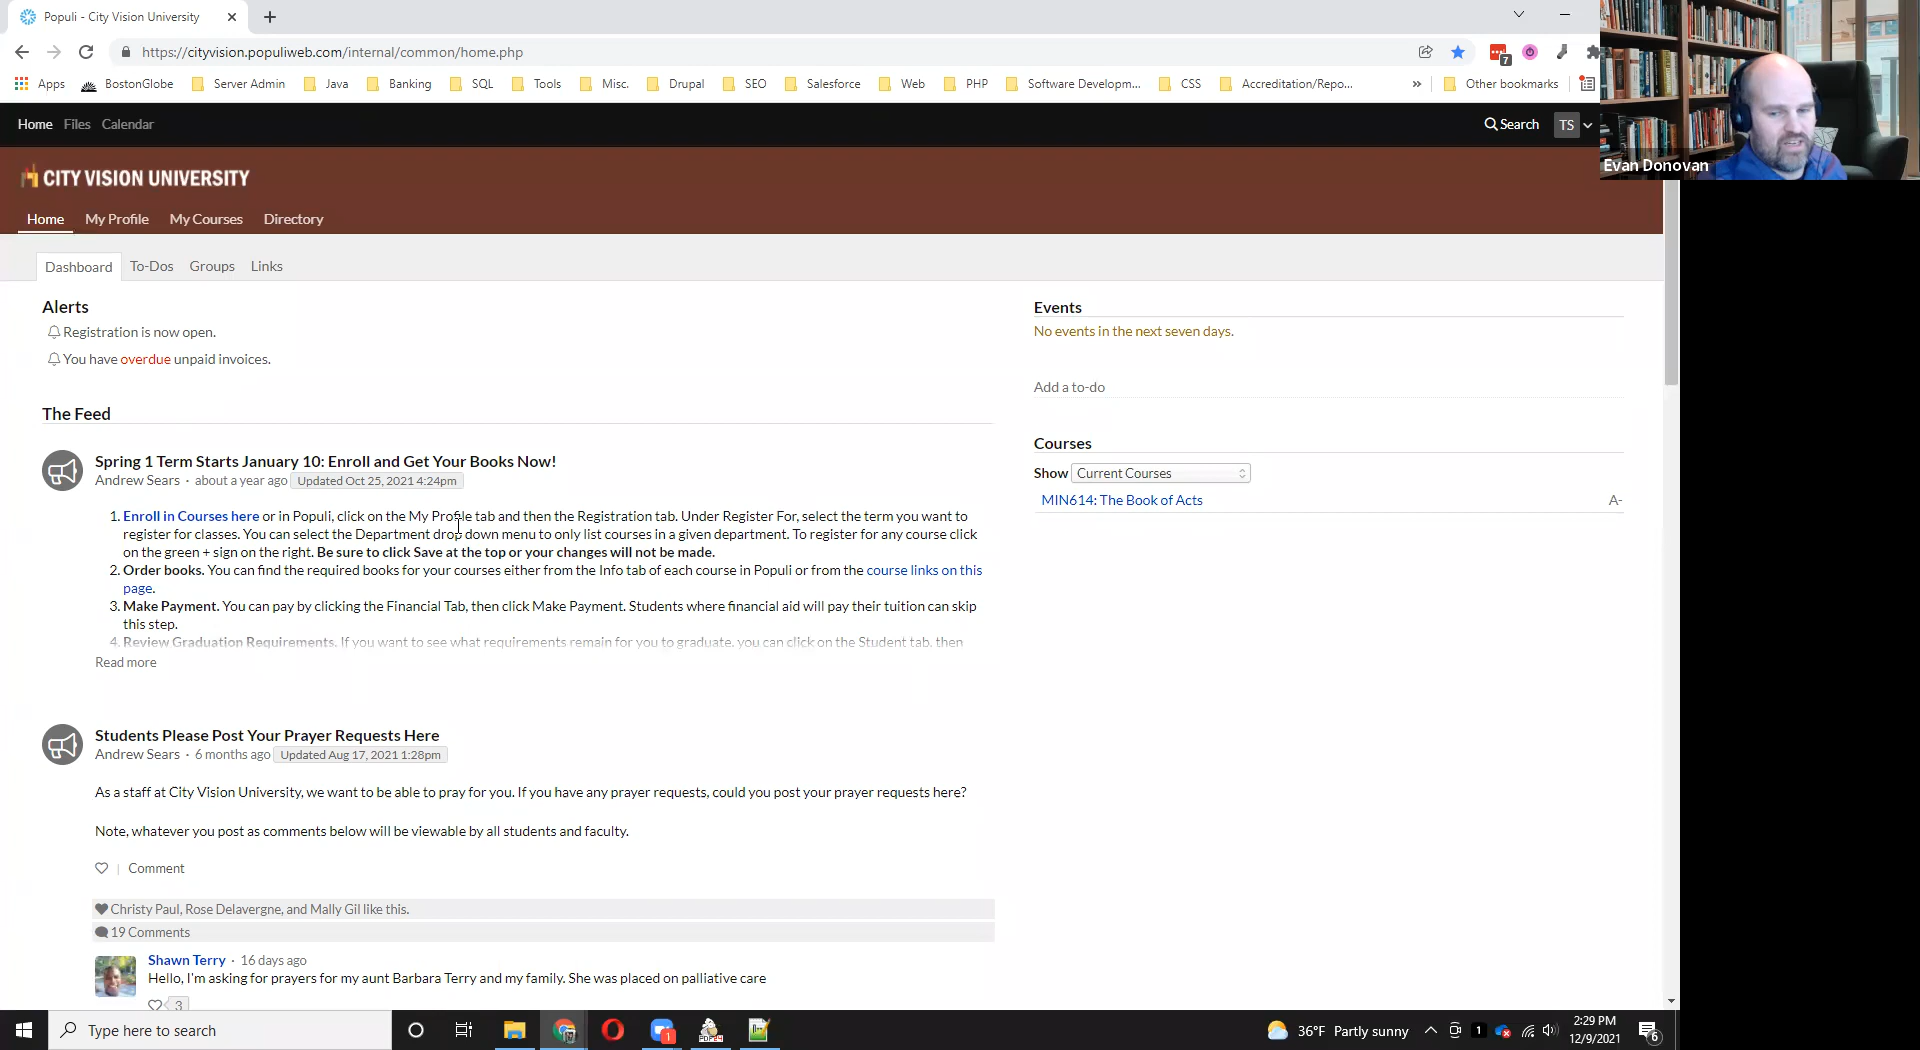 Populi - City Vision University
https://cityvision.populiweb.com/internal/common/home.php
7
Apps BostonGlobe Server Admin Java Banking SQL Tools Misc. Drupal SEO Salesforce Web PHP Software Developm... CSS Accreditation/Repo... » Other bookmarks
Home Files Calendar
Search TS
Evan Donovan
CITY VISION UNIVERSITY
Home My Profile My Courses Directory
Dashboard To-Dos Groups Links
Alerts
Registration is now open.
You have overdue unpaid invoices.
The Feed
Spring 1 Term Starts January 10: Enroll and Get Your Books Now!
Andrew Sears · about a year ago Updated Oct 25, 2021 4:24pm
1. Enroll in Courses here or in Populi, click on the My Profile tab and then the Registration tab. Under Register For, select the term you want to
register for classes. You can select the Department drop down menu to only list courses in a given department. To register for any course click
on the green + sign on the right. Be sure to click Save at the top or your changes will not be made.
2. Order books. You can find the required books for your courses either from the Info tab of each course in Populi or from the course links on this
page.
3. Make Payment. You can pay by clicking the Financial Tab, then click Make Payment. Students where financial aid will pay their tuition can skip
this step.
4. Review Graduation Requirements. If you want to see what requirements remain for you to graduate, you can click on the Student tab, then
Read more
Students Please Post Your Prayer Requests Here
Andrew Sears · 6 months ago Updated Aug 17, 2021 1:28pm
As a staff at City Vision University, we want to be able to pray for you. If you have any prayer requests, could you post your prayer requests here?
Note, whatever you post as comments below will be viewable by all students and faculty.
Comment
Christy Paul, Rose Delavergne, and Mally Gil like this.
19 Comments
Shawn Terry · 16 days ago
Hello, I'm asking for prayers for my aunt Barbara Terry and my family. She was placed on palliative care
3
Events
No events in the next seven days.
Add a to-do
Courses
Show Current Courses
MIN614: The Book of Acts A-
Type here to search
1
36°F Partly sunny
1
2:29 PM
12/9/2021
6